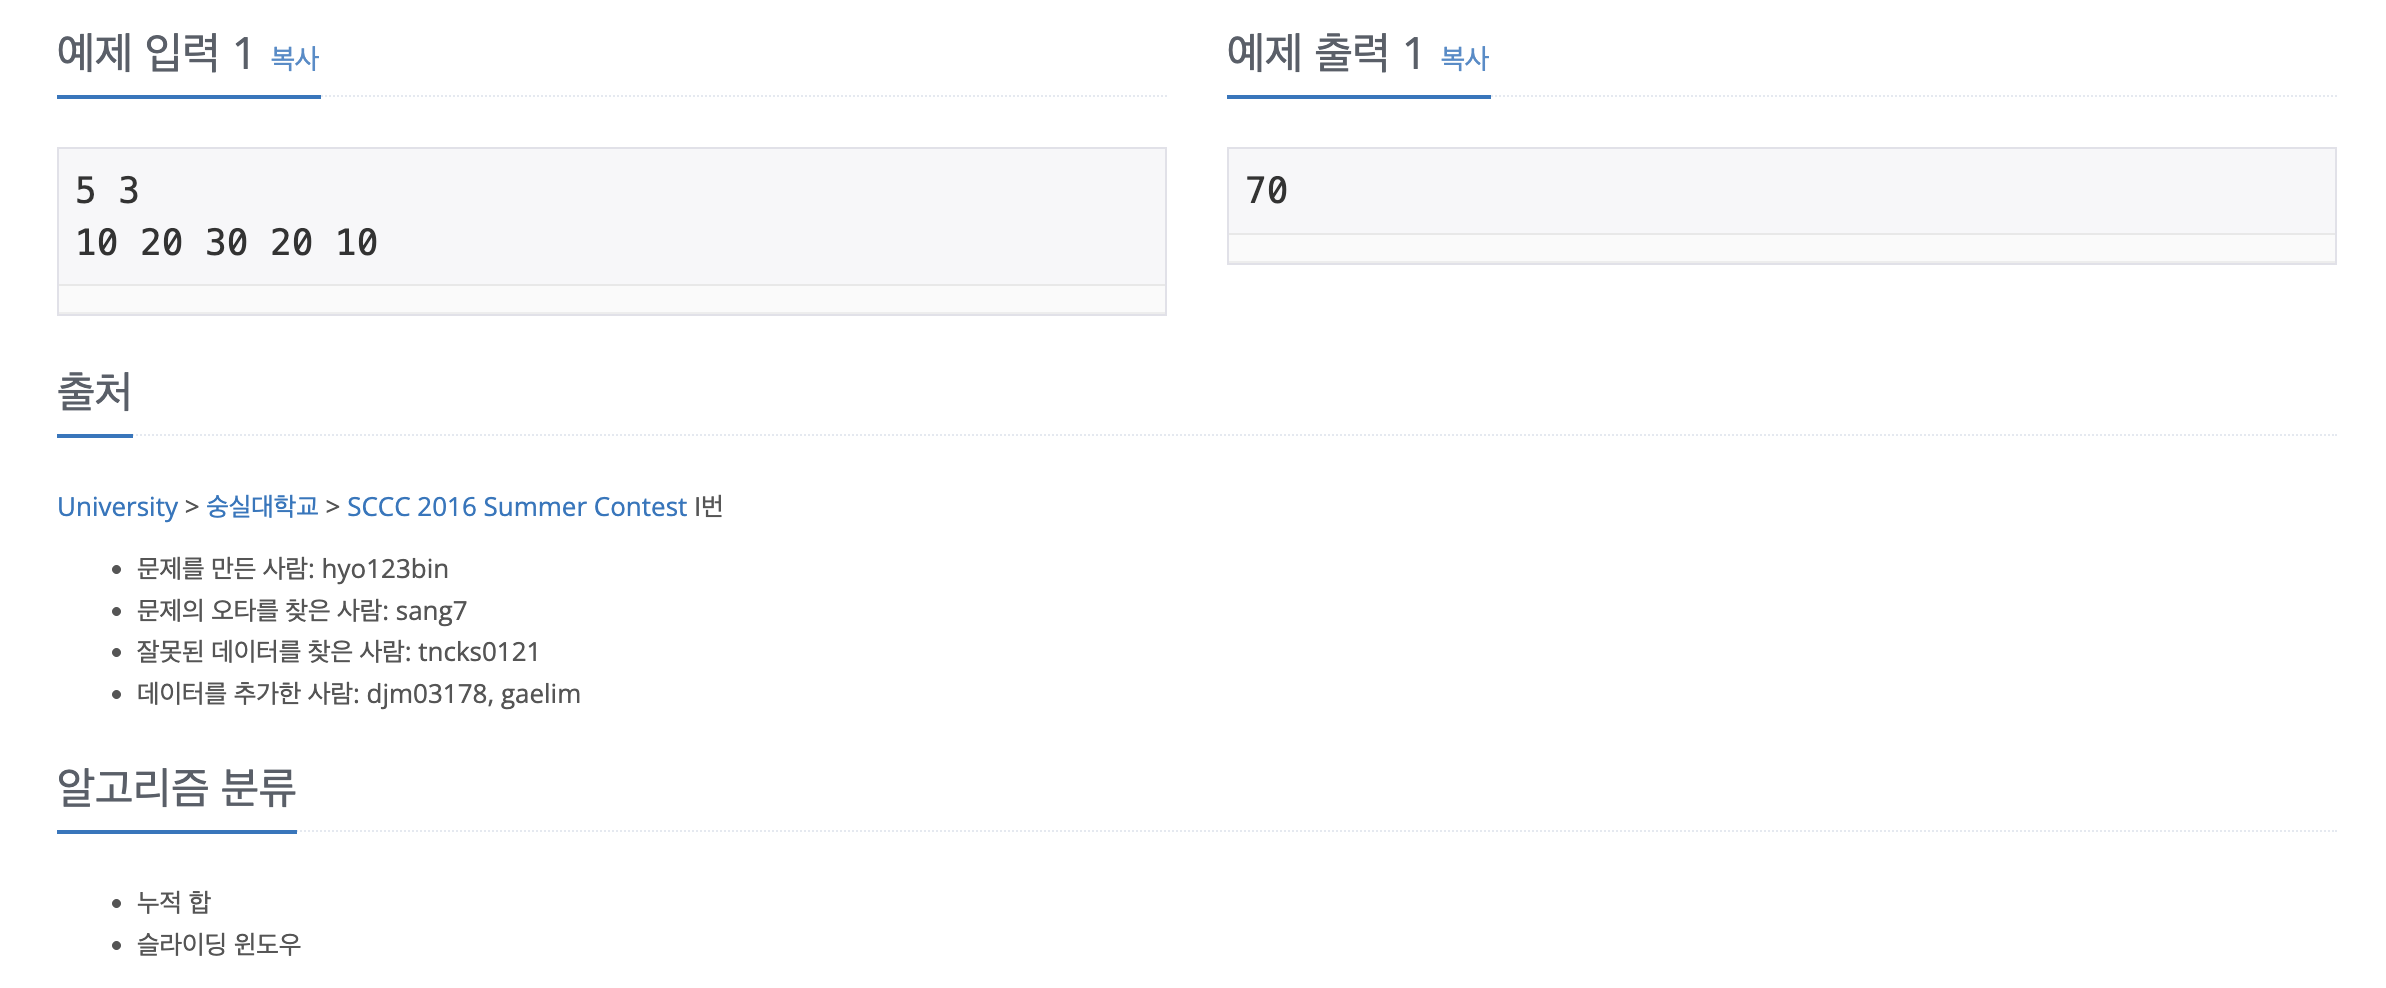 예제 입력 1 복사
5 3
10 20 30 20 10
예제 출력 1 복사
70
출처
University > 숭실대학교 > SCCC 2016 Summer Contest I번
문제를 만든 사람: hyo123bin
문제의 오타를 찾은 사람: sang7
잘못된 데이터를 찾은 사람: tncks0121
데이터를 추가한 사람: djm03178, gaelim
알고리즘 분류
누적 합
슬라이딩 윈도우